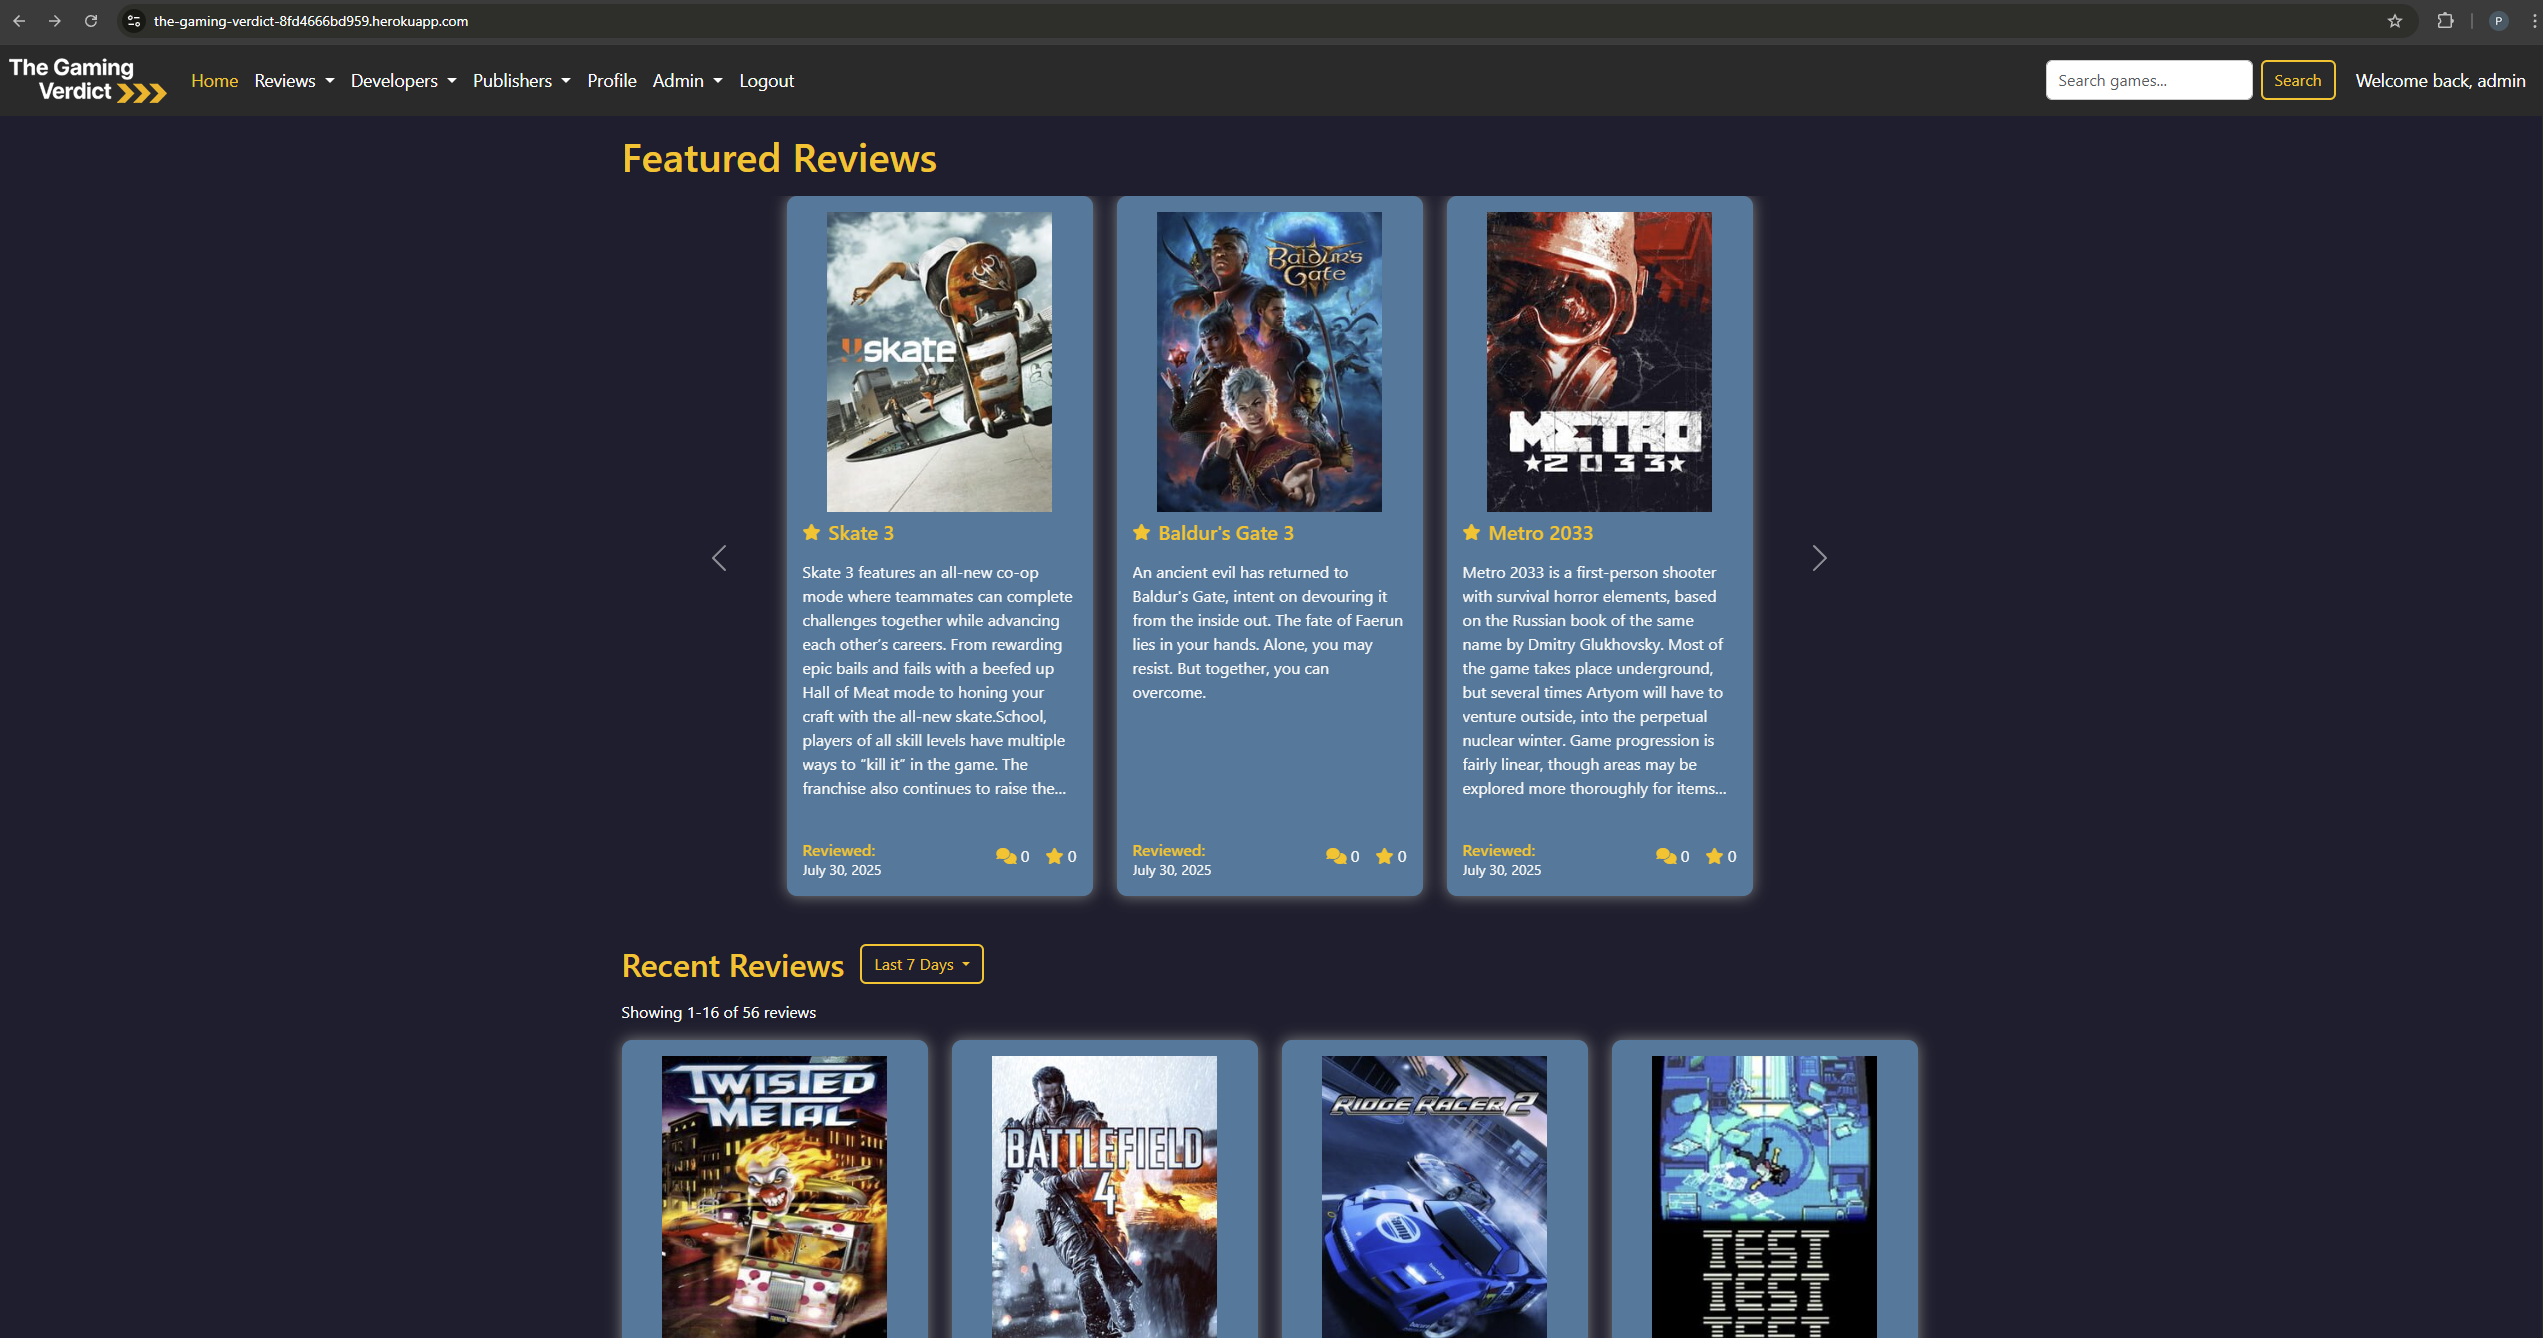 the-gaming-verdict-8fd4666bd959.herokuapp.com
P
The Gaming
Verdict
Home Reviews Developers Publishers Profile Admin Logout
Search games...
Search
Welcome back, admin
Featured Reviews
skate 3
Baldur's
Gate
METRO
2033
Skate 3
Skate 3 features an all-new co-op
mode where teammates can complete
challenges together while advancing
each other’s careers. From rewarding
epic bails and fails with a beefed up
Hall of Meat mode to honing your
craft with the all-new skate.School,
players of all skill levels have multiple
ways to “kill it” in the game. The
franchise also continues to raise the...
Reviewed:
July 30, 2025
0 0
Baldur's Gate 3
An ancient evil has returned to
Baldur's Gate, intent on devouring it
from the inside out. The fate of Faerun
lies in your hands. Alone, you may
resist. But together, you can
overcome.
Reviewed:
July 30, 2025
0 0
Metro 2033
Metro 2033 is a first-person shooter
with survival horror elements, based
on the Russian book of the same
name by Dmitry Glukhovsky. Most of
the game takes place underground,
but several times Artyom will have to
venture outside, into the perpetual
nuclear winter. Game progression is
fairly linear, though areas may be
explored more thoroughly for items...
Reviewed:
July 30, 2025
0 0
Recent Reviews
Last 7 Days
Showing 1-16 of 56 reviews
TWISTED
METAL
BATTLEFIELD
4
RIDGE RACER 2
TEST
TEST
TEST